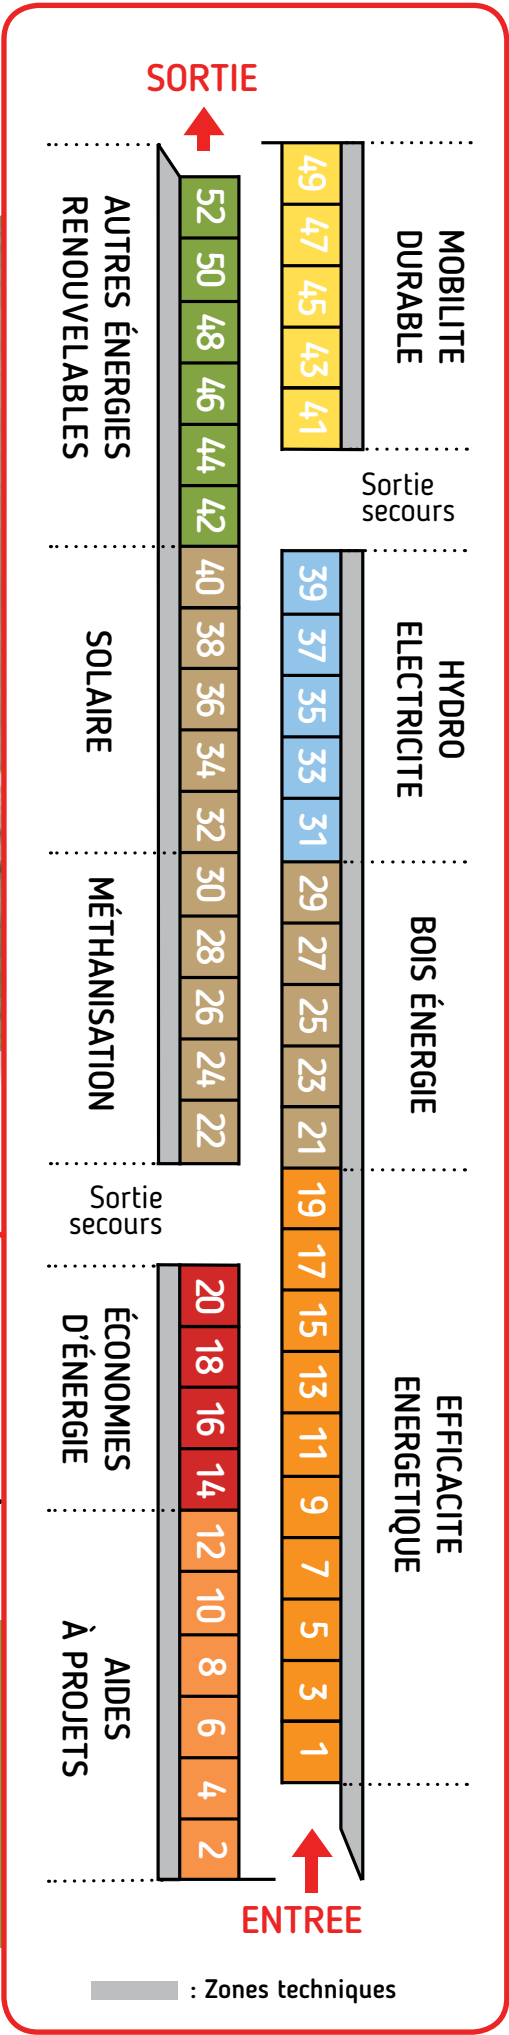 SORTIE
AUTRES ÉNERGIES
RENOUVELABLES
52
50
48
46
44
42
SOLAIRE
40
38
36
34
32
MÉTHANISATION
30
28
26
24
22
Sortie
secours
ÉCONOMIES
D'ÉNERGIE
20
18
16
14
AIDES
À PROJETS
12
10
8
6
4
2
49
47
45
43
41
MOBILITE
DURABLE
Sortie
secours
39
37
35
33
31
HYDRO
ELECTRICITE
29
27
25
23
21
BOIS ÉNERGIE
19
17
15
13
11
9
7
5
3
1
EFFICACITE
ENERGETIQUE
ENTREE
: Zones techniques